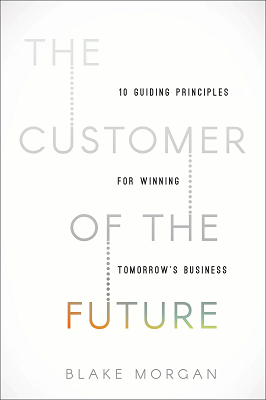 THE
10 GUIDING PRINCIPLES
CUSTOMER
FOR WINNING
OF THE
TOMORROW'S BUSINESS
FUTURE
BLAKE MORGAN